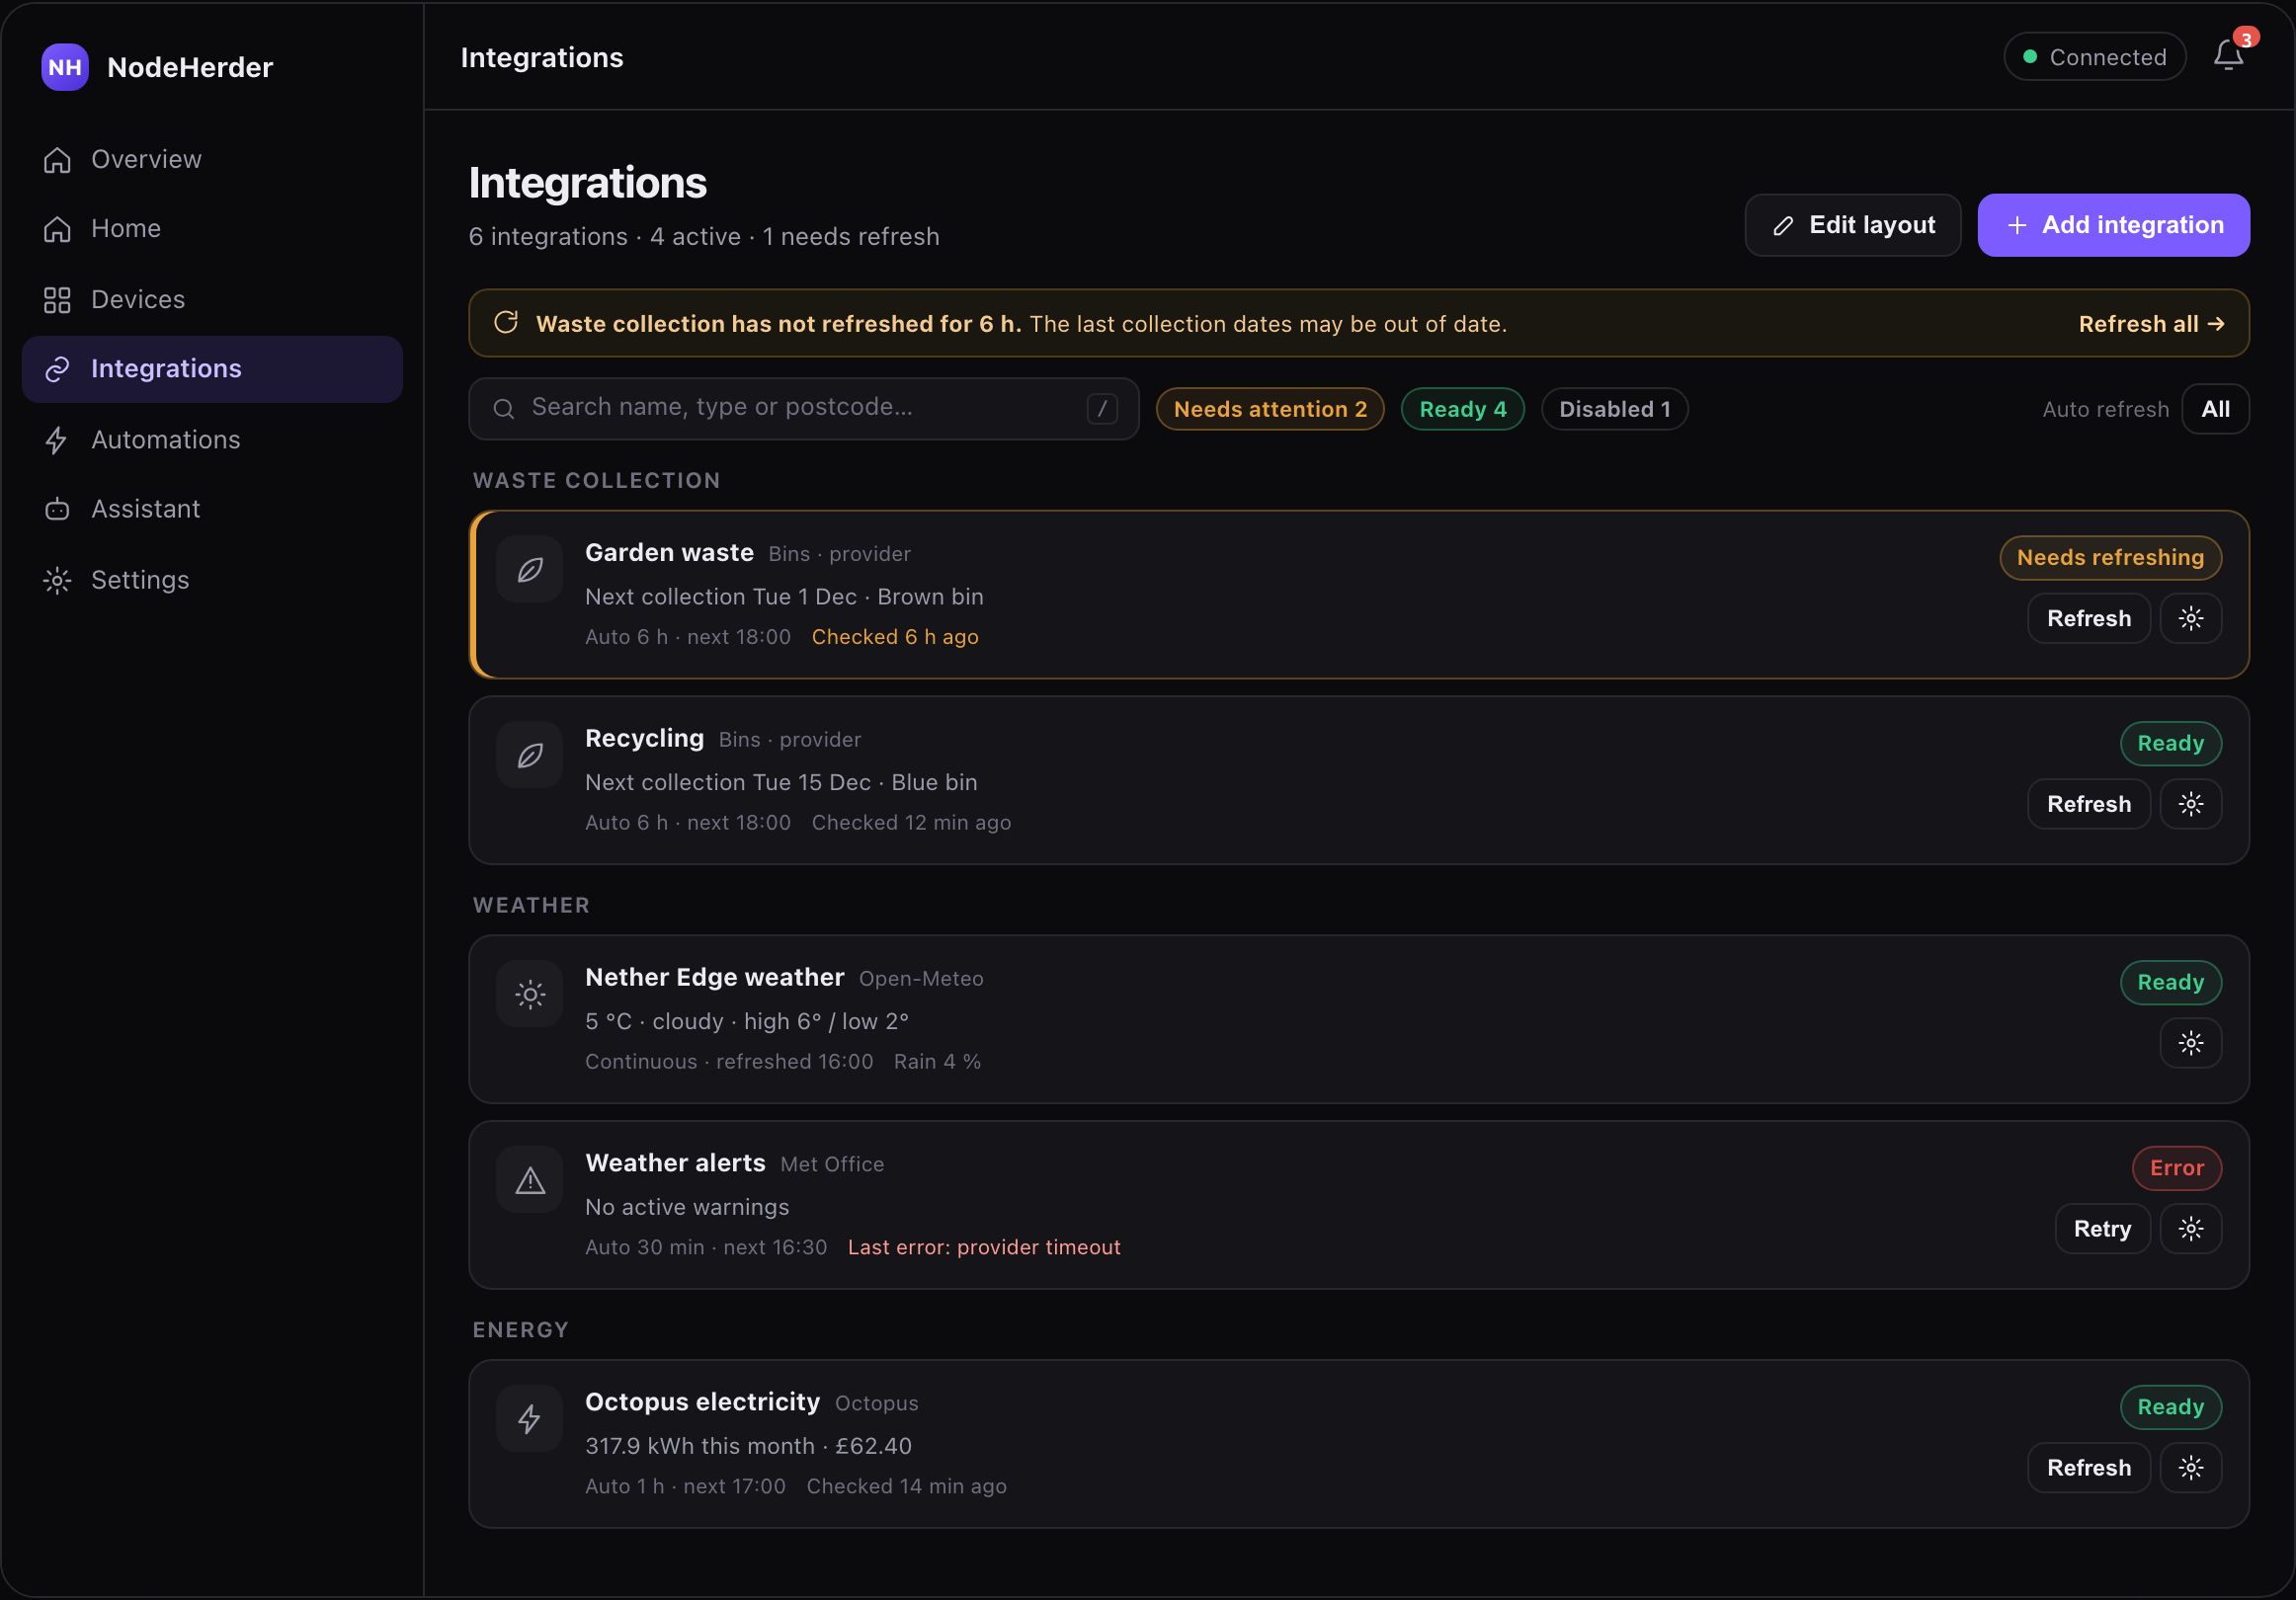 NH NodeHerder
Overview
Home
Devices
Integrations
Automations
Assistant
Settings
Integrations
Connected
3
Integrations
6 integrations · 4 active · 1 needs refresh
Edit layout
+ Add integration
Waste collection has not refreshed for 6 h. The last collection dates may be out of date.
Refresh all →
Search name, type or postcode...
/
Needs attention 2
Ready 4
Disabled 1
Auto refresh
All
WASTE COLLECTION
Garden waste Bins · provider
Needs refreshing
Next collection Tue 1 Dec · Brown bin
Auto 6 h · next 18:00 Checked 6 h ago
Refresh
Recycling Bins · provider
Ready
Next collection Tue 15 Dec · Blue bin
Auto 6 h · next 18:00 Checked 12 min ago
Refresh
WEATHER
Nether Edge weather Open-Meteo
Ready
5 °C · cloudy · high 6° / low 2°
Continuous · refreshed 16:00 Rain 4 %
Weather alerts Met Office
Error
No active warnings
Auto 30 min · next 16:30 Last error: provider timeout
Retry
ENERGY
Octopus electricity Octopus
Ready
317.9 kWh this month · £62.40
Auto 1 h · next 17:00 Checked 14 min ago
Refresh